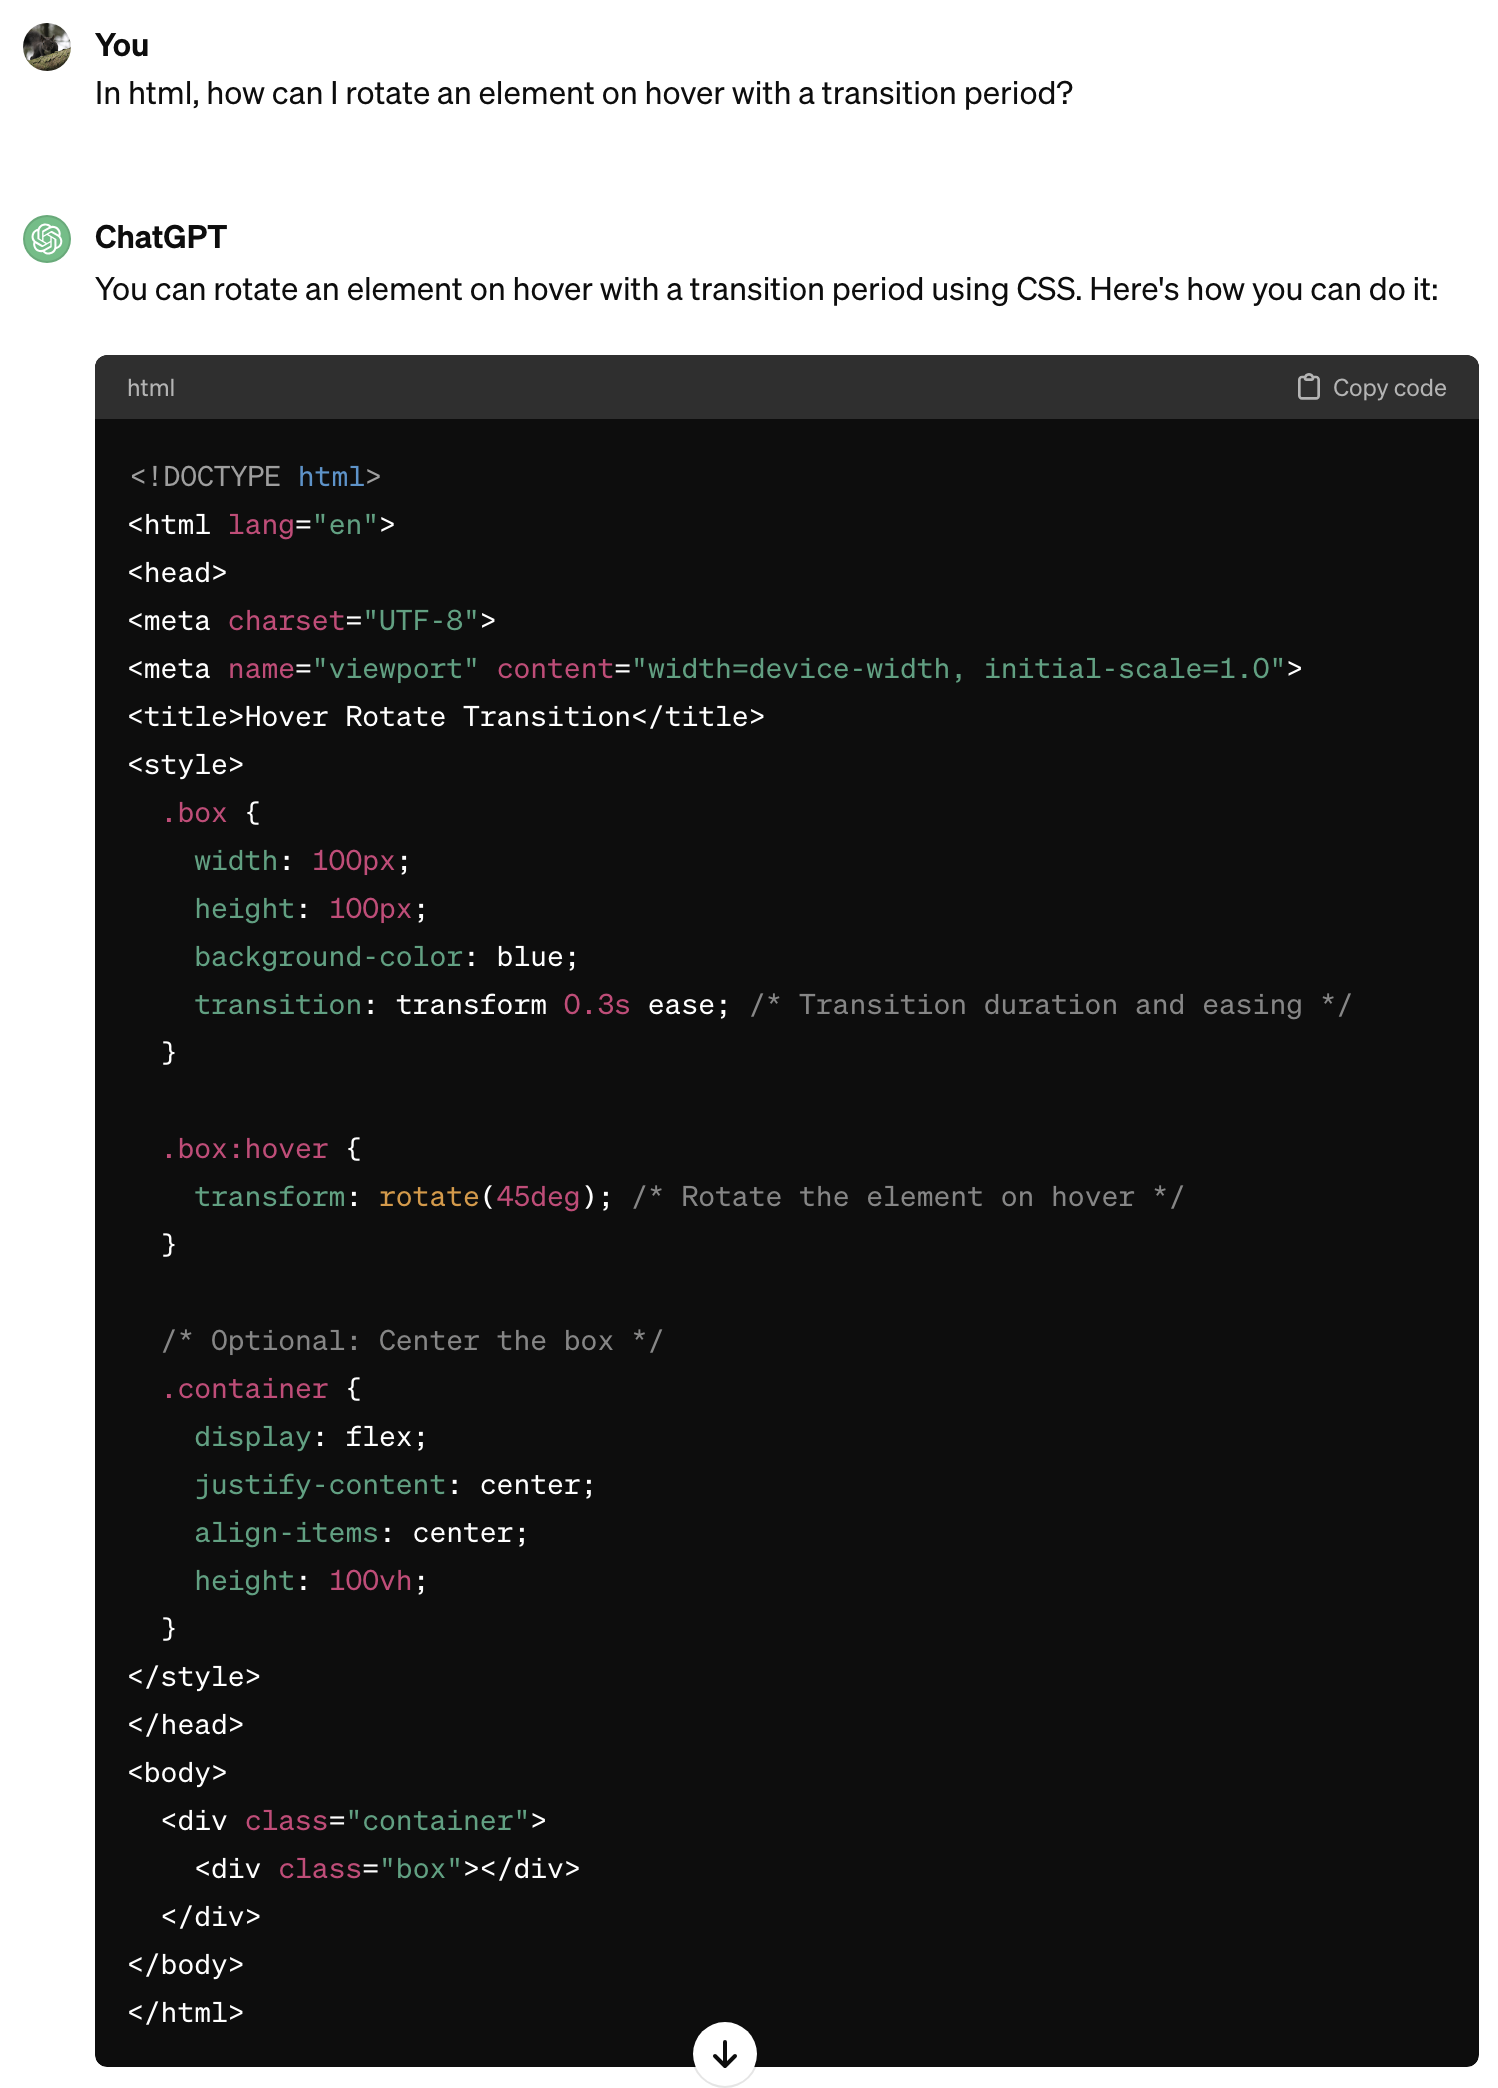 You
In html, how can I rotate an element on hover with a transition period?
ChatGPT
You can rotate an element on hover with a transition period using CSS. Here's how you can do it:
html
Copy code
<!DOCTYPE html>
<html lang="en">
<head>
<meta charset="UTF-8">
<meta name="viewport" content="width=device-width, initial-scale=1.0">
<title>Hover Rotate Transition</title>
<style>
  .box {
    width: 100px;
    height: 100px;
    background-color: blue;
    transition: transform 0.3s ease; /* Transition duration and easing */
  }

  .box:hover {
    transform: rotate(45deg); /* Rotate the element on hover */
  }

  /* Optional: Center the box */
  .container {
    display: flex;
    justify-content: center;
    align-items: center;
    height: 100vh;
  }
</style>
</head>
<body>
  <div class="container">
    <div class="box"></div>
  </div>
</body>
</html>